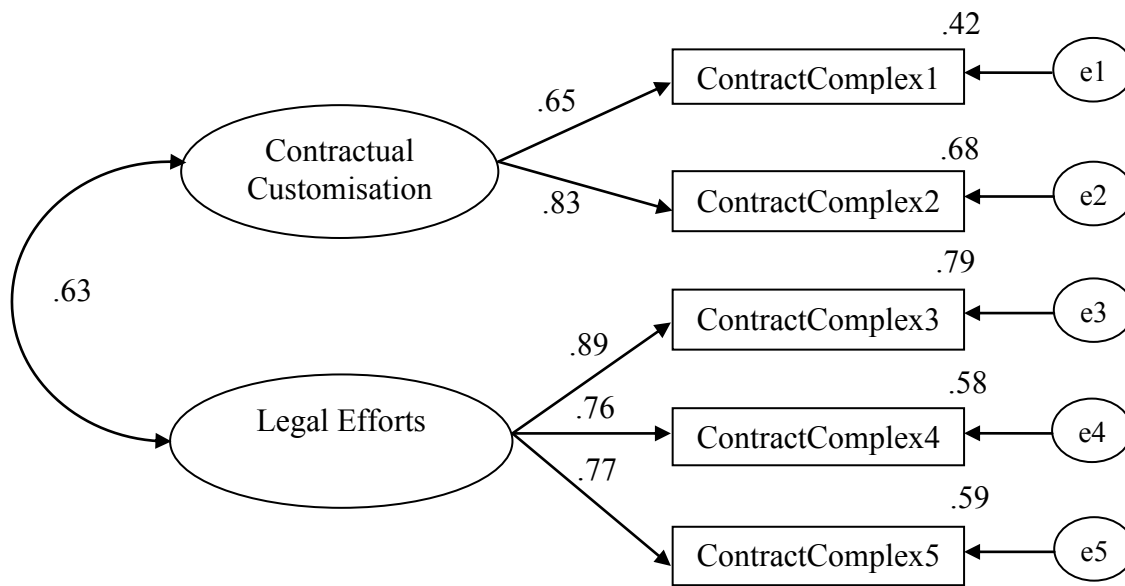 .42
ContractComplex1
e1
.65
Contractual
Customisation
.68
.83
ContractComplex2
e2
.63
.79
ContractComplex3
e3
.89
Legal Efforts
.58
.76
ContractComplex4
e4
.77
.59
ContractComplex5
e5